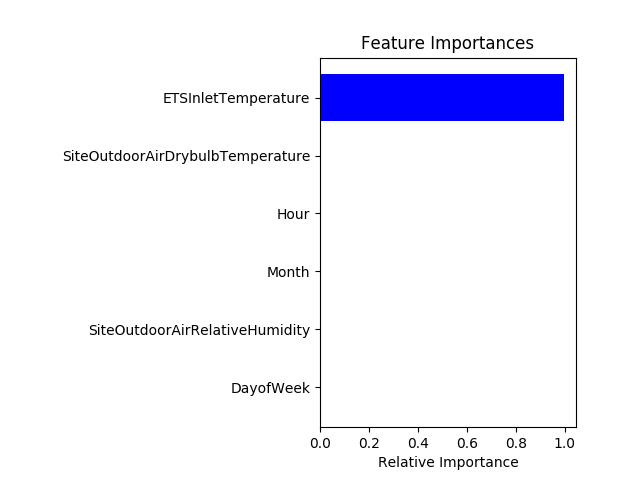 Feature Importances
ETSInletTemperature
SiteOutdoorAirDrybulbTemperature
Hour
Month
SiteOutdoorAirRelativeHumidity
DayofWeek
0.0 0.2 0.4 0.6 0.8 1.0
Relative Importance